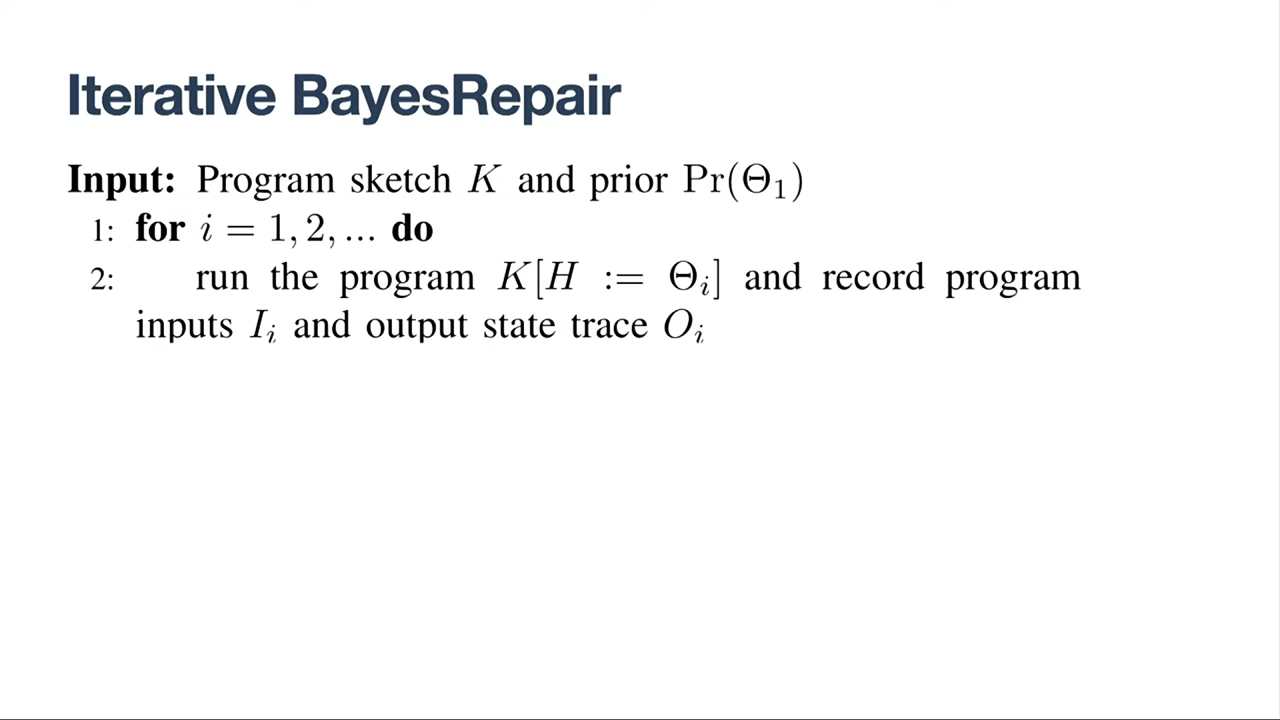 Iterative BayesRepair
Input: Program sketch K and prior Pr(Θ₁)
1: for i = 1, 2, ... do
2: run the program K[H := Θᵢ] and record program
inputs Iᵢ and output state trace Oᵢ